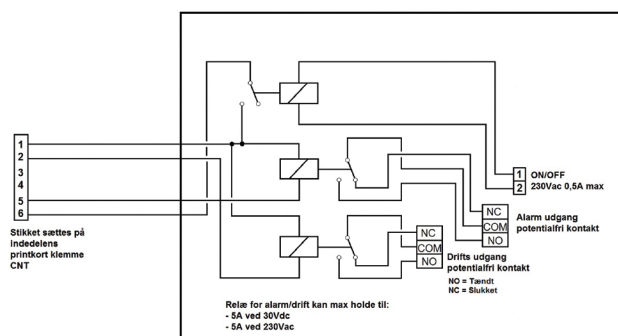 1
2
3
4
5
6
Stikket sættes på
indedelens
printkort klemme
CNT
1
2
ON/OFF
230Vac 0,5A max
NC
COM
NO
Alarm udgang
potentialfri kontakt
NC
COM
NO
Drifts udgang
potentialfri kontakt
NO = Tændt
NC = Slukket
Relæ for alarm/drift kan max holde til:
- 5A ved 30Vdc
- 5A ved 230Vac